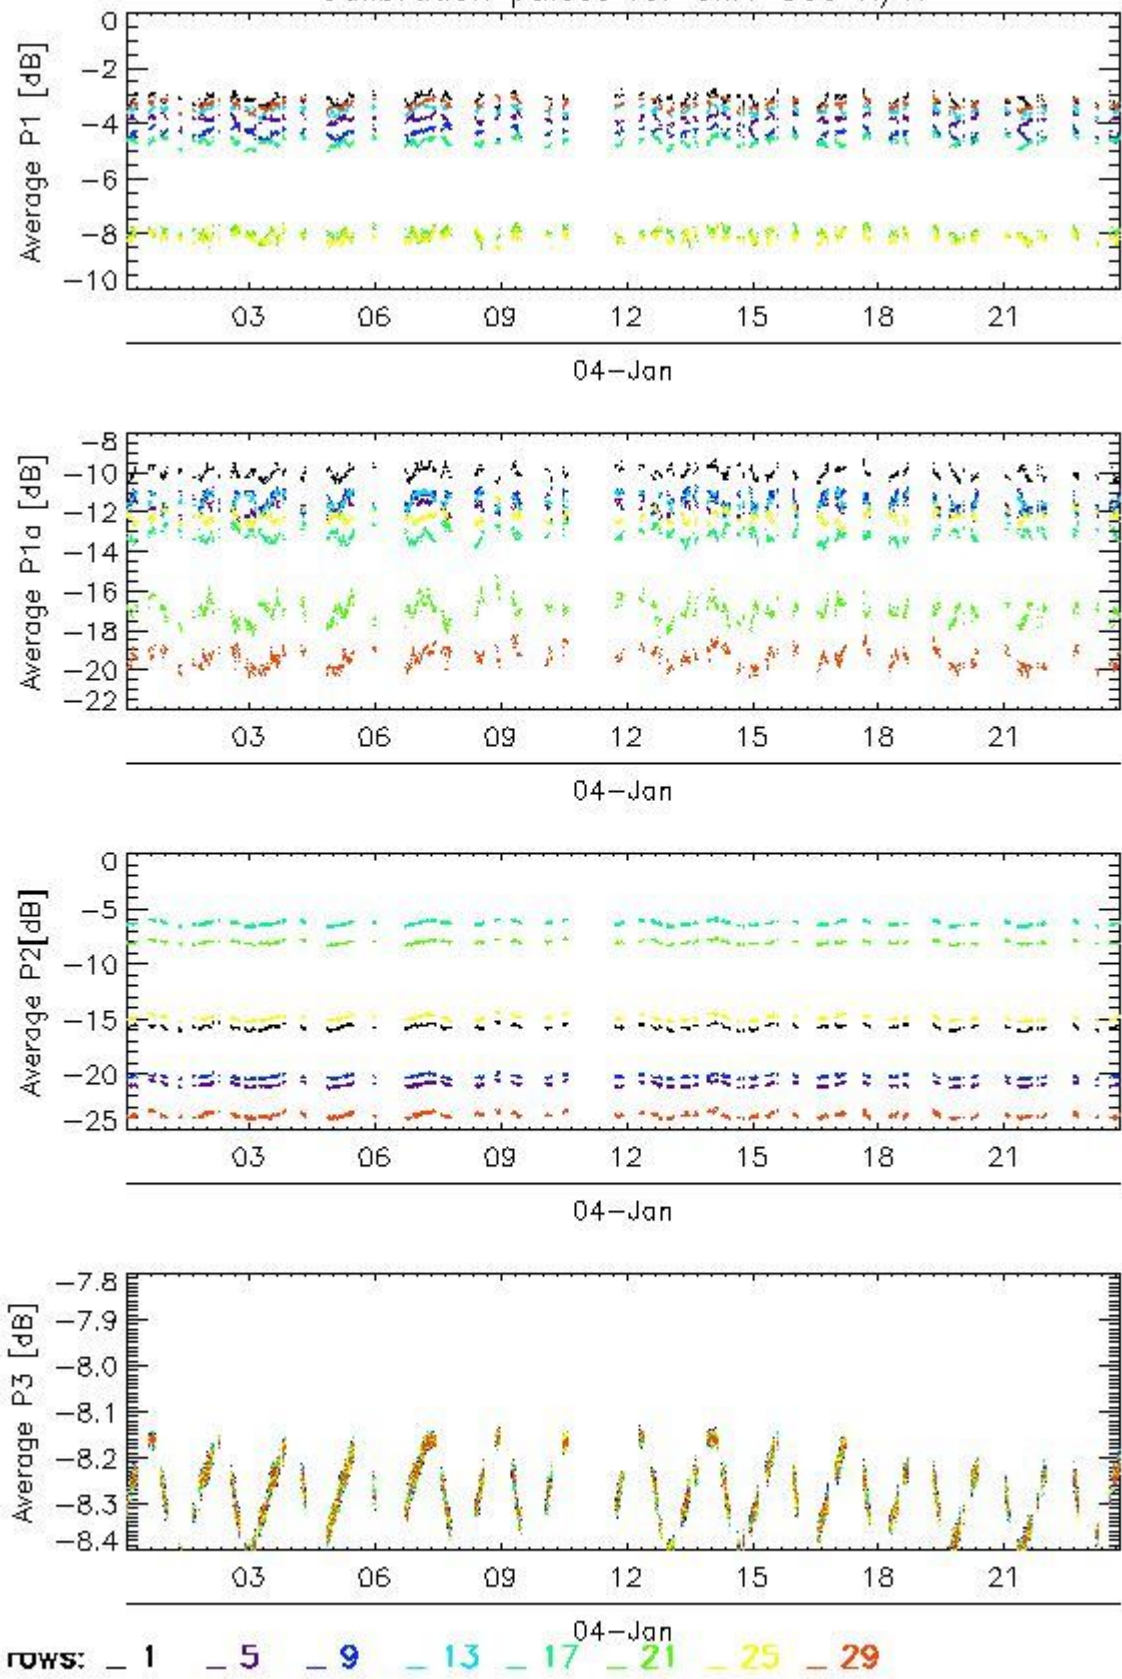 Average P1 [dB]
0
-2
-4
-6
-8
-10
03 06 09 12 15 18 21
04-Jan
Average P1a [dB]
-8
-10
-12
-14
-16
-18
-20
-22
03 06 09 12 15 18 21
04-Jan
Average P2[dB]
0
-5
-10
-15
-20
-25
03 06 09 12 15 18 21
04-Jan
Average P3 [dB]
-7.8
-7.9
-8.0
-8.1
-8.2
-8.3
-8.4
03 06 09 12 15 18 21
04-Jan
rows: _ 1 _ 5 _ 9 _ 13 _ 17 _ 21 _ 25 _ 29